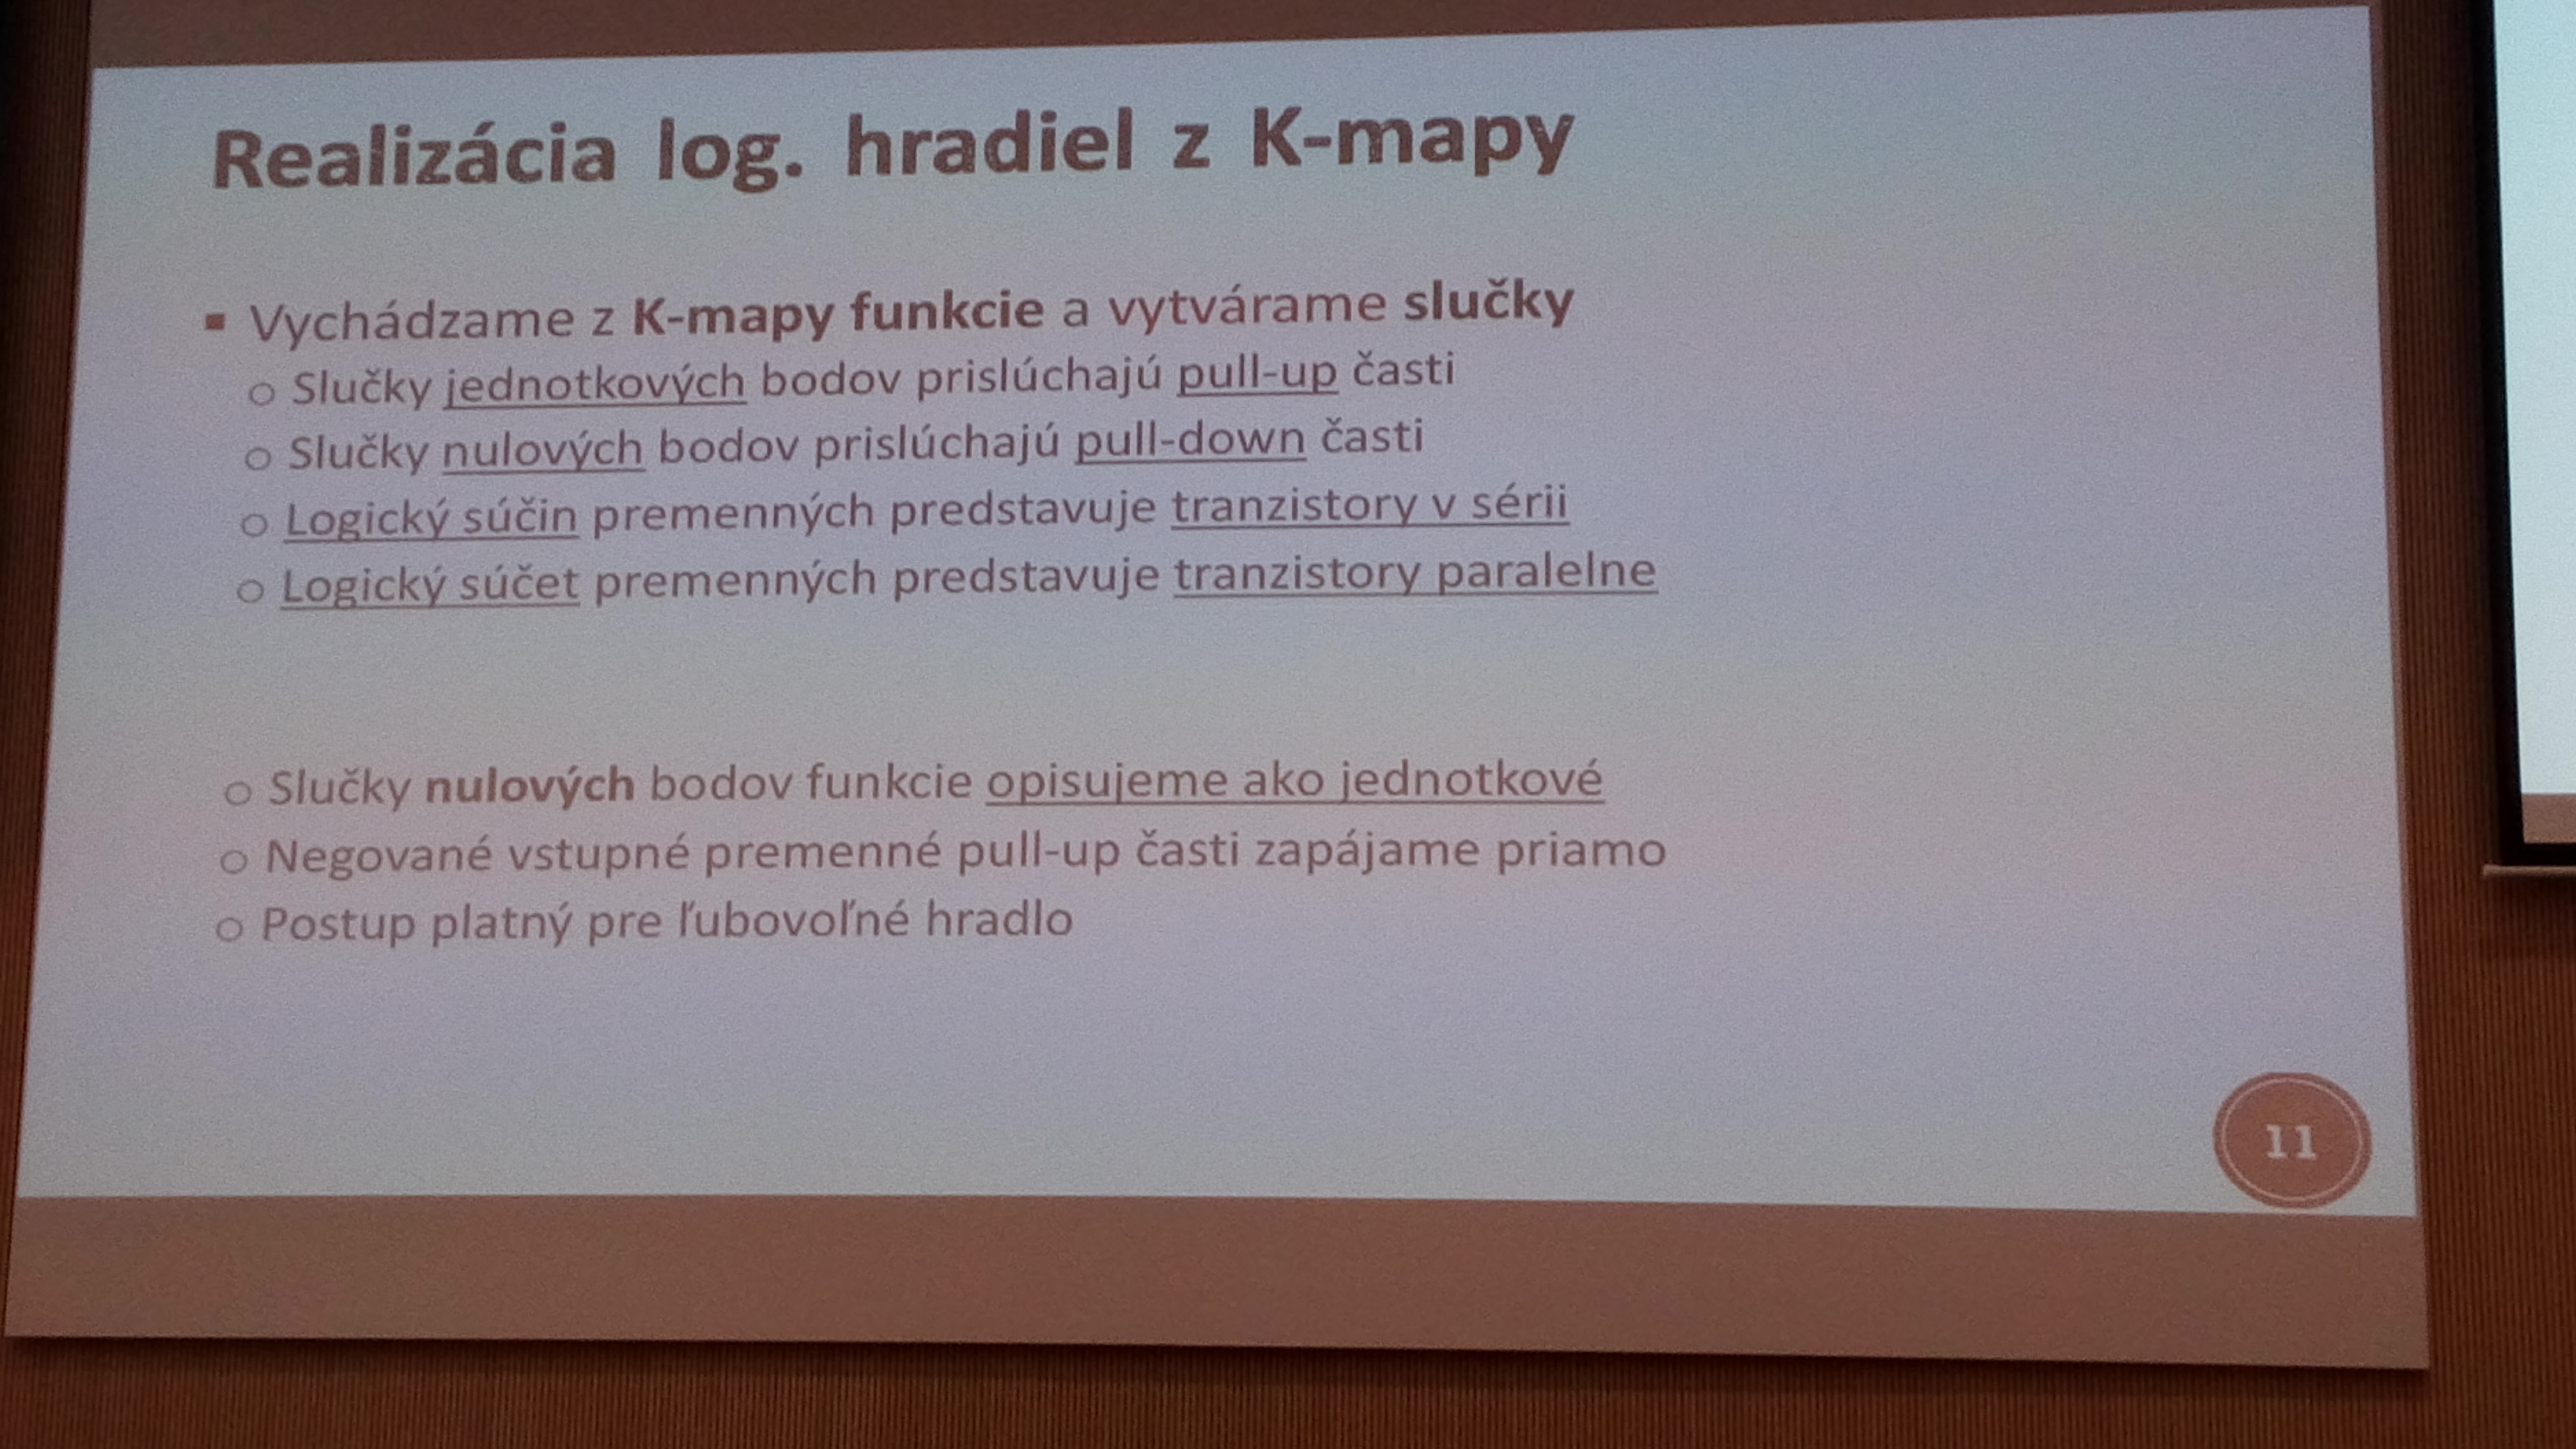 Realizácia log. hradiel z K-mapy
▪ Vychádzame z K-mapy funkcie a vytvárame slučky
o Slučky jednotkových bodov prislúchajú pull-up časti
o Slučky nulových bodov prislúchajú pull-down časti
o Logický súčin premenných predstavuje tranzistory v sérii
o Logický súčet premenných predstavuje tranzistory paralelne
o Slučky nulových bodov funkcie opisujeme ako jednotkové
o Negované vstupné premenné pull-up časti zapájame priamo
o Postup platný pre ľubovoľné hradlo
11